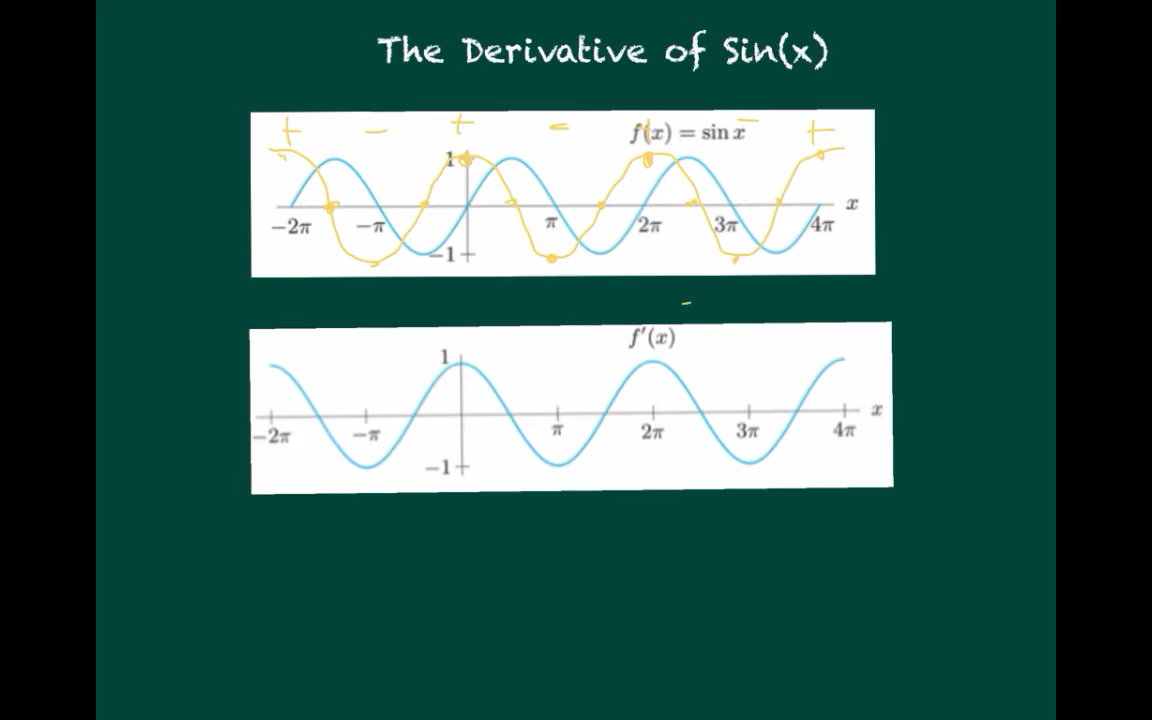 The Derivative of Sin(x)
+ − + − + − +
f(x) = sin x
1
x
−2π −π π 2π 3π 4π
−1
f′(x)
1
x
−2π −π π 2π 3π 4π
−1